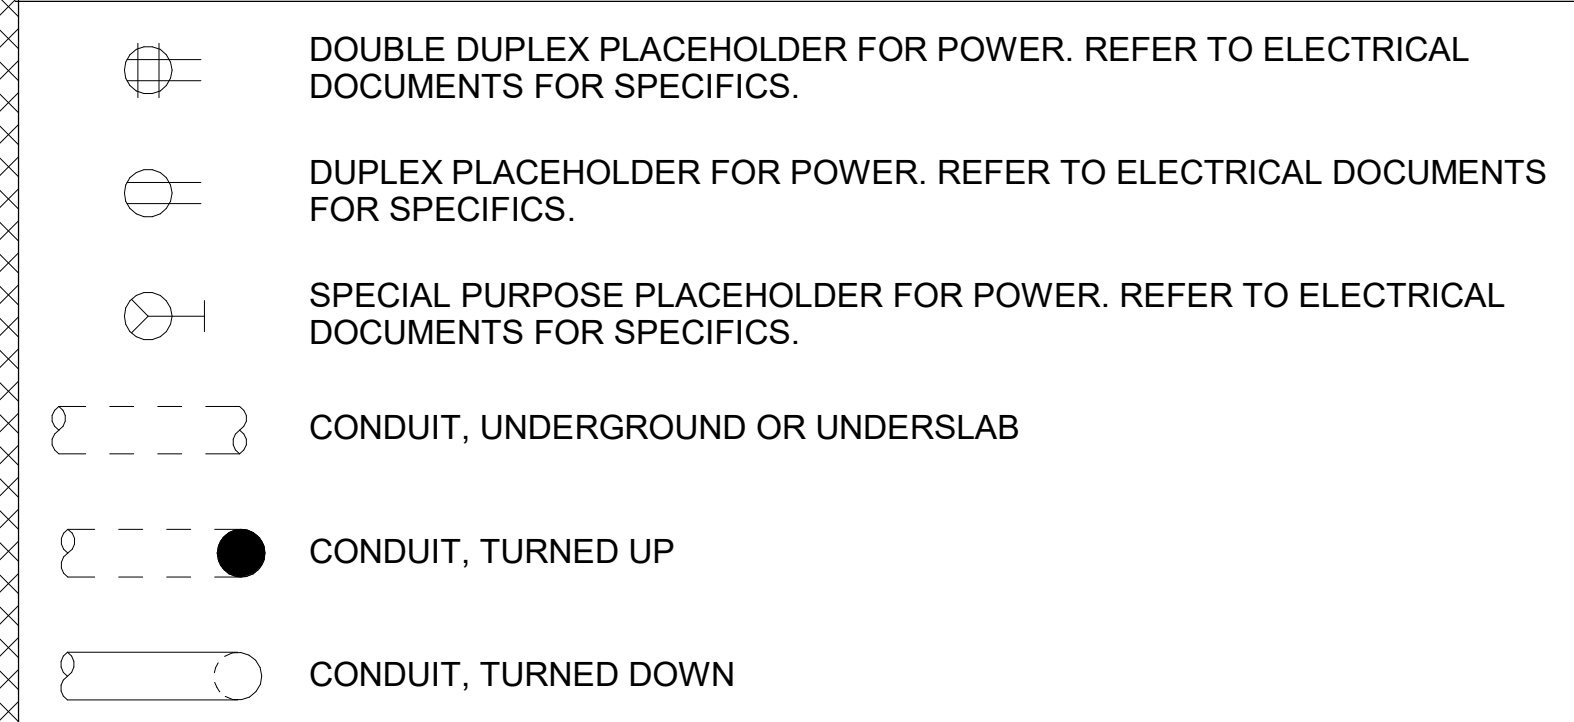 DOUBLE DUPLEX PLACEHOLDER FOR POWER. REFER TO ELECTRICAL
DOCUMENTS FOR SPECIFICS.
DUPLEX PLACEHOLDER FOR POWER. REFER TO ELECTRICAL DOCUMENTS
FOR SPECIFICS.
SPECIAL PURPOSE PLACEHOLDER FOR POWER. REFER TO ELECTRICAL
DOCUMENTS FOR SPECIFICS.
CONDUIT, UNDERGROUND OR UNDERSLAB
CONDUIT, TURNED UP
CONDUIT, TURNED DOWN